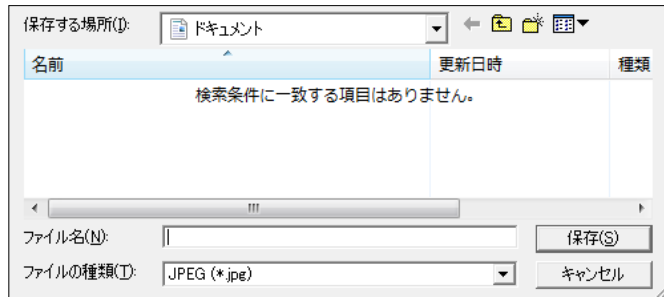 保存する場所(I): ドキュメント
名前 更新日時 種類
検索条件に一致する項目はありません。
ファイル名(N): 保存(S)
ファイルの種類(T): JPEG (*.jpg) キャンセル